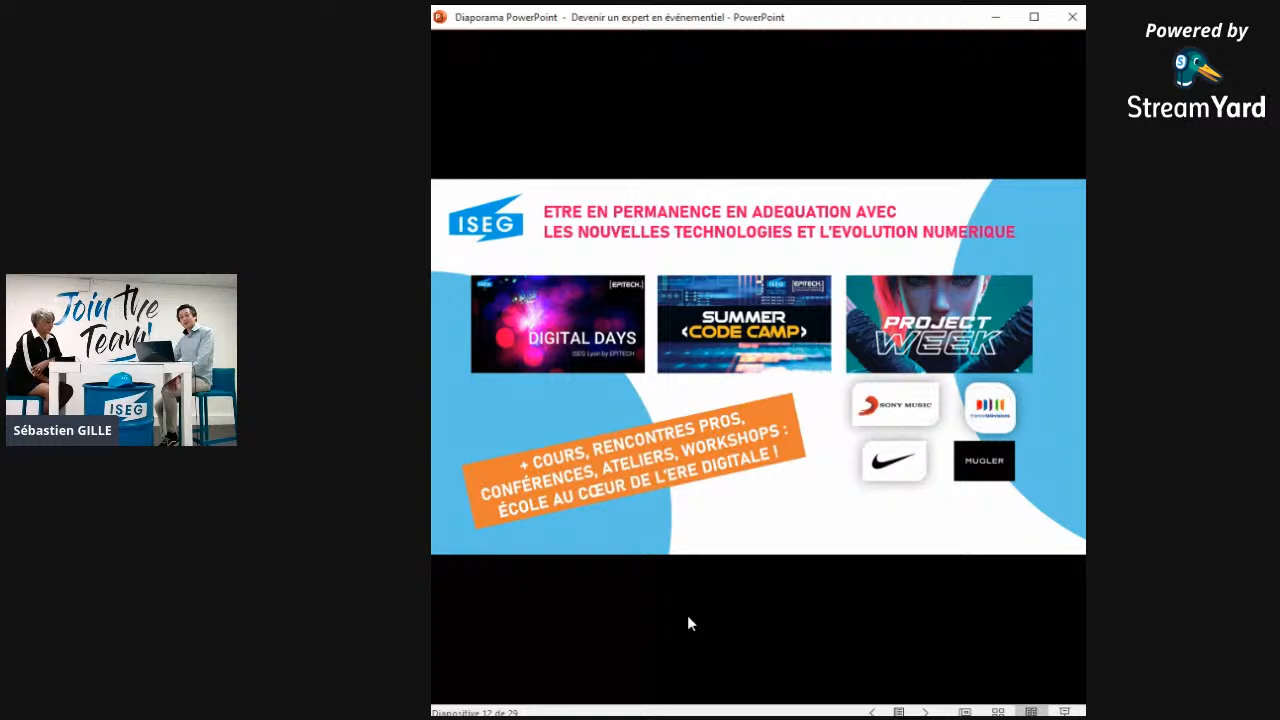 Diaporama PowerPoint - Devenir un expert en événementiel - PowerPoint
Powered by
StreamYard
ISEG
ETRE EN PERMANENCE EN ADEQUATION AVEC
LES NOUVELLES TECHNOLOGIES ET L'EVOLUTION NUMERIQUE
[EPITECH.]
DIGITAL DAYS
ISEG Lyon by EPITECH
ISEG
[EPITECH.]
SUMMER
<CODE CAMP>
PROJECT
WEEK
SONY MUSIC
france•télévisions
MUGLER
+ COURS, RENCONTRES PROS,
CONFÉRENCES, ATELIERS, WORKSHOPS :
ÉCOLE AU CŒUR DE L'ERE DIGITALE !
Join The
Team!
ISEG
Sébastien GILLE
Diapositive 12 de 29